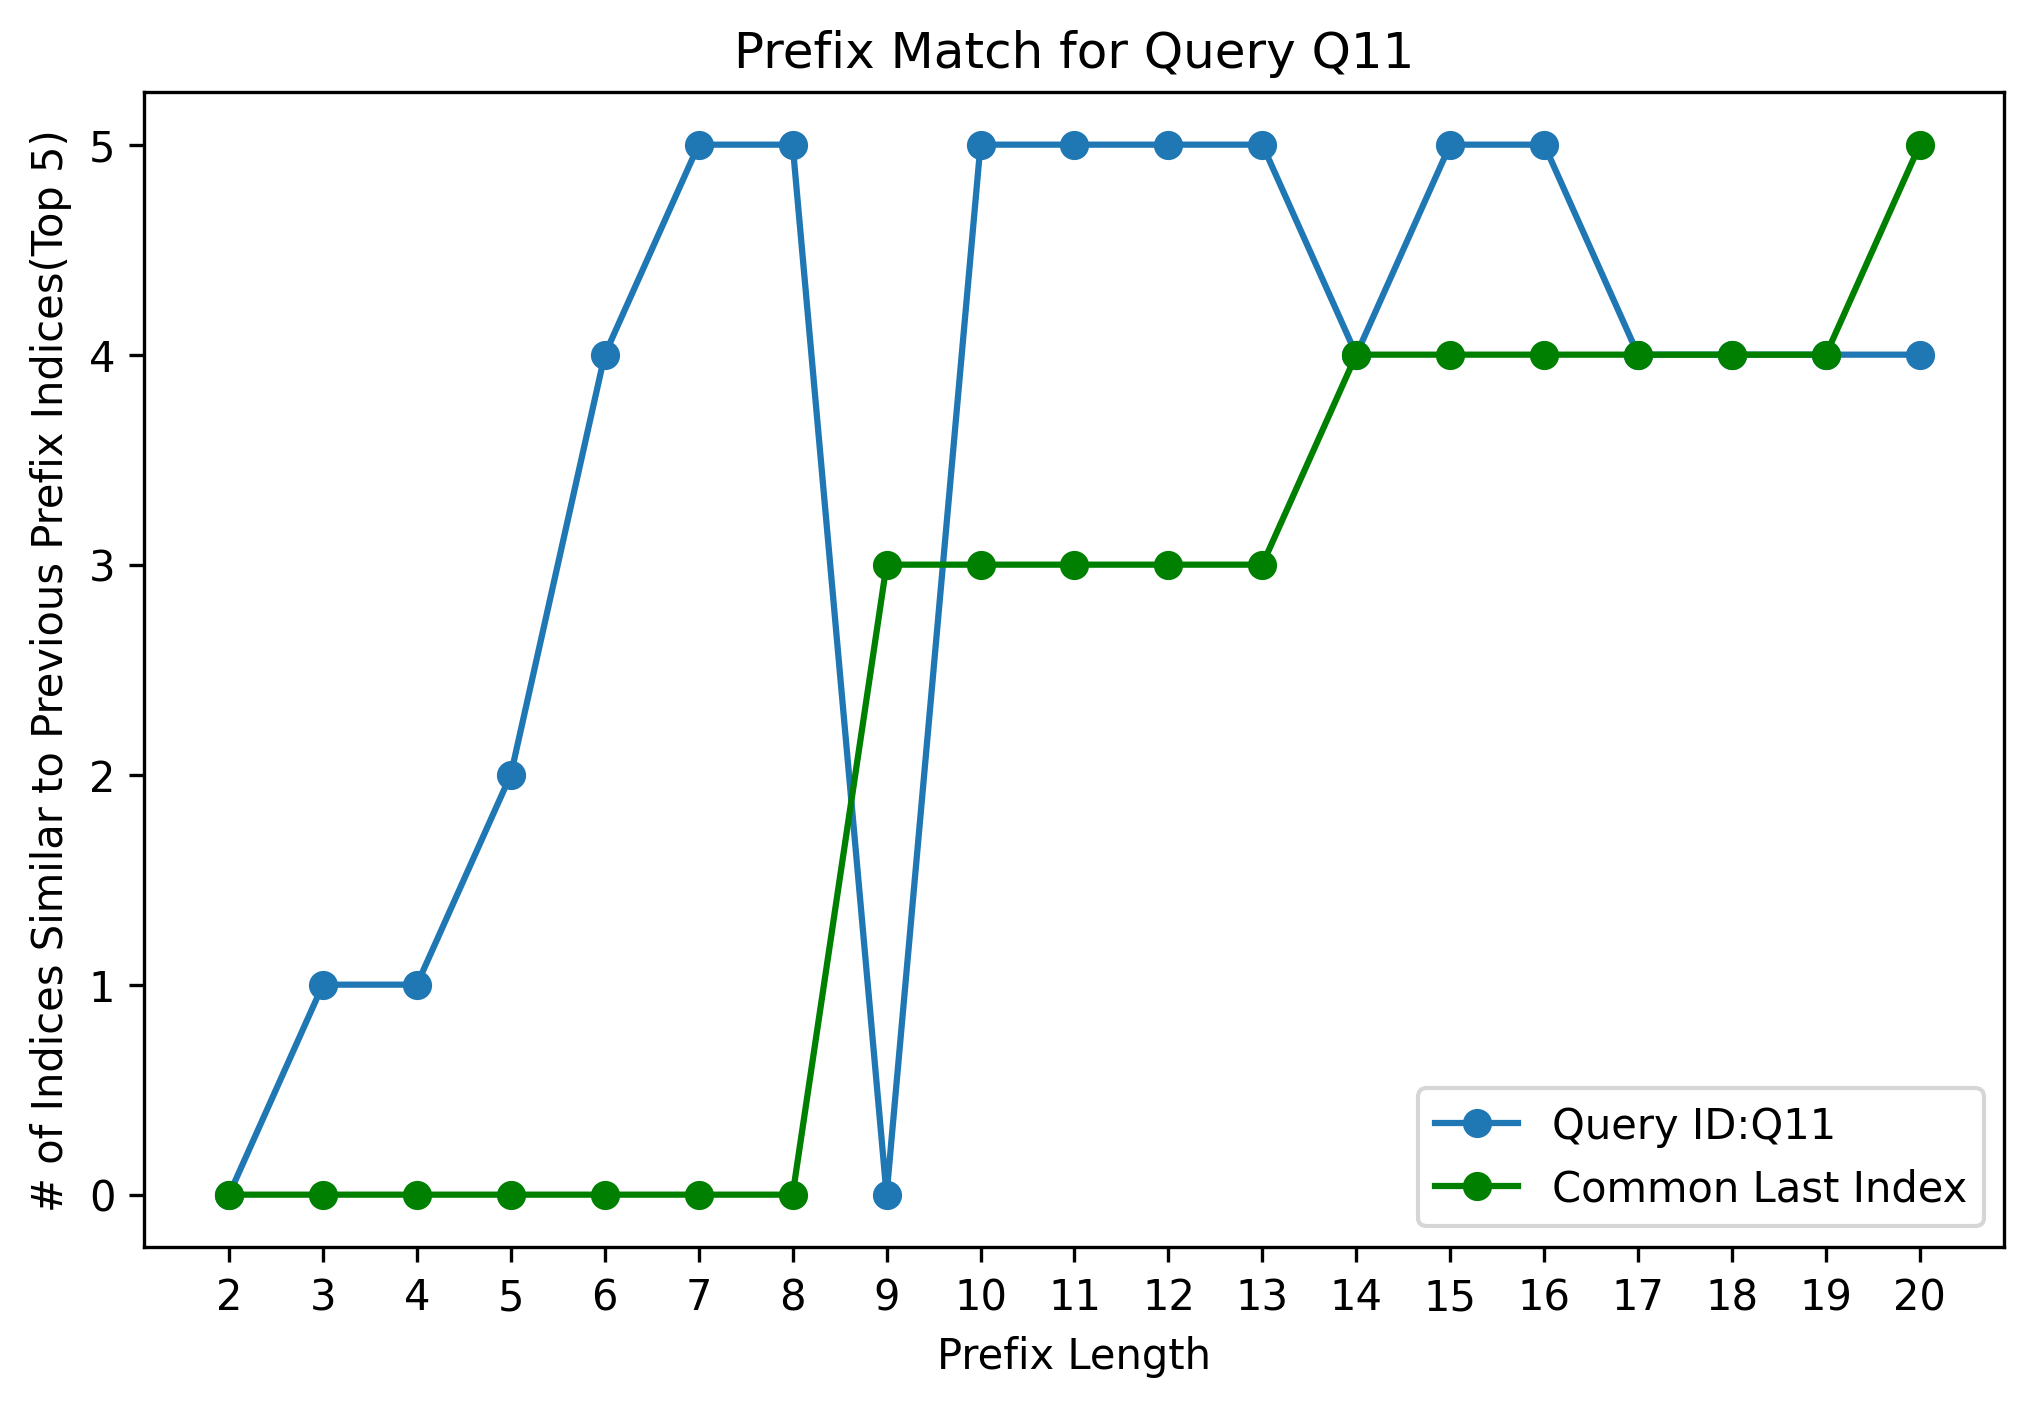 Prefix Match for Query Q11
# of Indices Similar to Previous Prefix Indices(Top 5)
5
4
3
2
1
0
Query ID:Q11
Common Last Index
2 3 4 5 6 7 8 9 10 11 12 13 14 15 16 17 18 19 20
Prefix Length